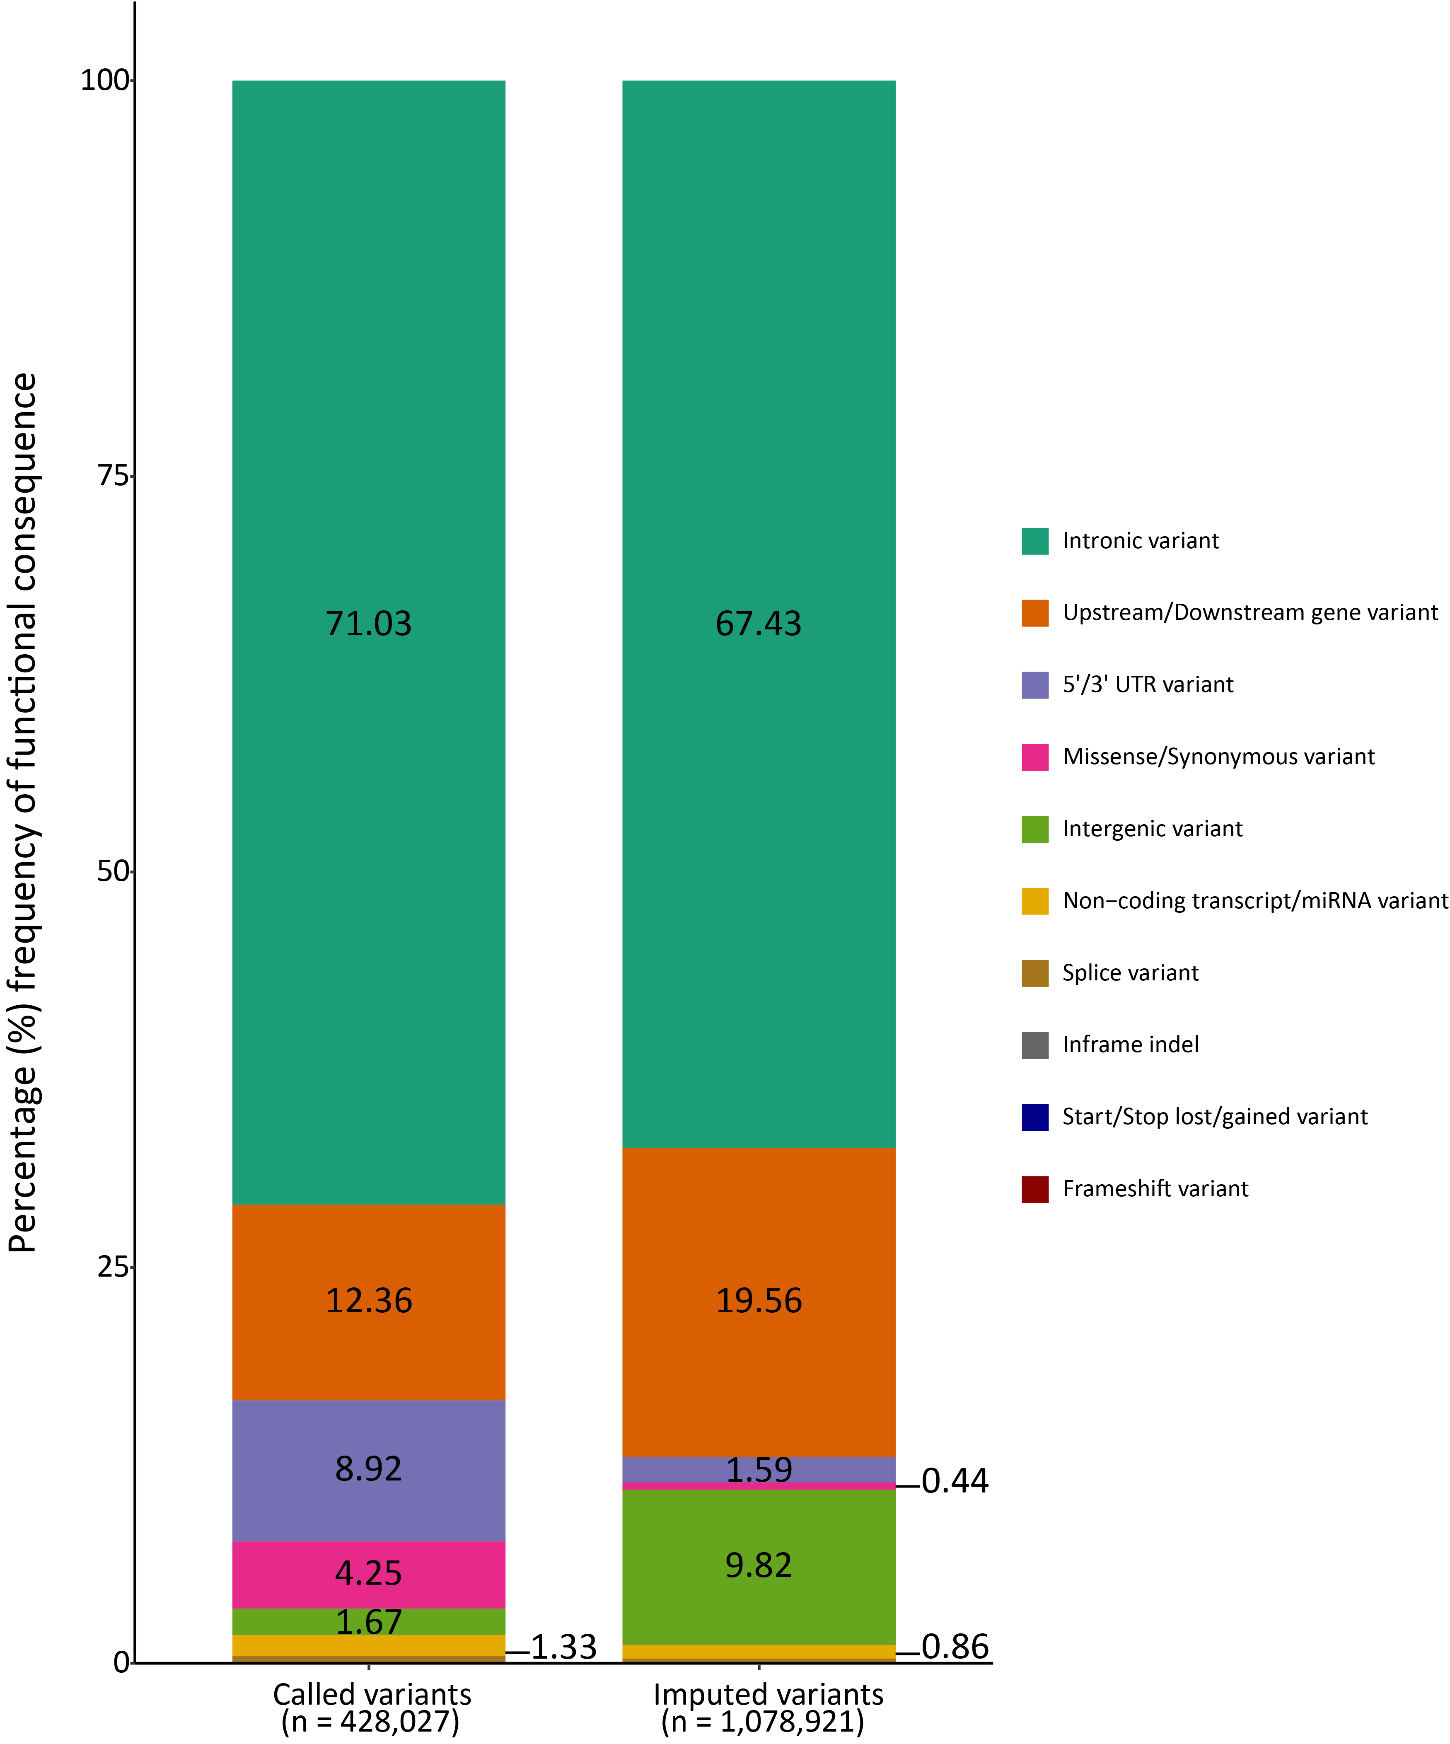 Percentage (%) frequency of functional consequence
100
75
50
25
0
71.03
12.36
8.92
4.25
1.67
1.33
67.43
19.56
1.59
0.44
9.82
0.86
Called variants
(n = 428,027)
Imputed variants
(n = 1,078,921)
Intronic variant
Upstream/Downstream gene variant
5'/3' UTR variant
Missense/Synonymous variant
Intergenic variant
Non−coding transcript/miRNA variant
Splice variant
Inframe indel
Start/Stop lost/gained variant
Frameshift variant